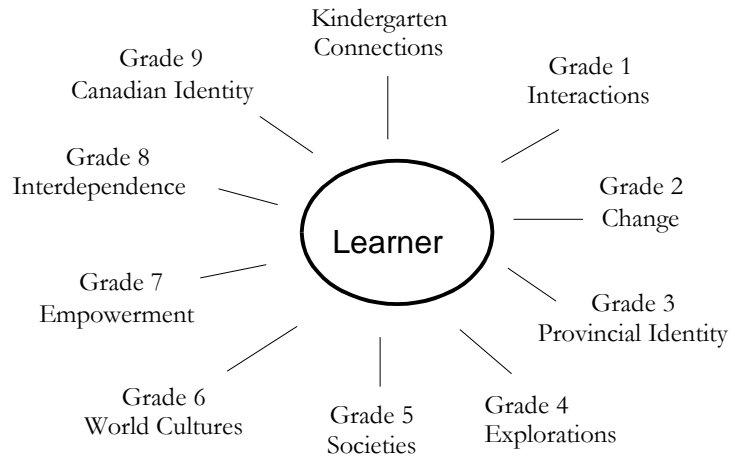 Kindergarten
Connections
Grade 1
Interactions
Grade 2
Change
Grade 3
Provincial Identity
Grade 4
Explorations
Grade 5
Societies
Grade 6
World Cultures
Grade 7
Empowerment
Grade 8
Interdependence
Grade 9
Canadian Identity
Learner